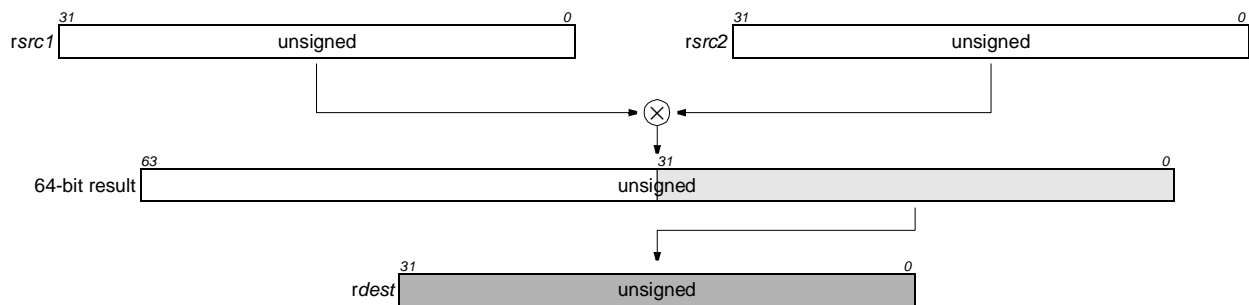 31 0 31 0
rsrc1 unsigned rsrc2 unsigned
63 31 0
64-bit result unsigned
31 0
rdest unsigned